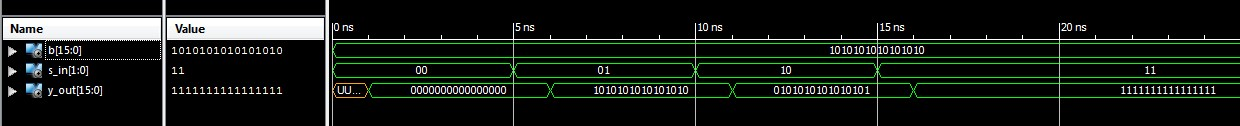 Name Value 0 ns 5 ns 10 ns 15 ns 20 ns
b[15:0] 1010101010101010 1010101010101010
s_in[1:0] 11 00 01 10 11
y_out[15:0] 1111111111111111 UU... 0000000000000000 1010101010101010 0101010101010101 1111111111111111